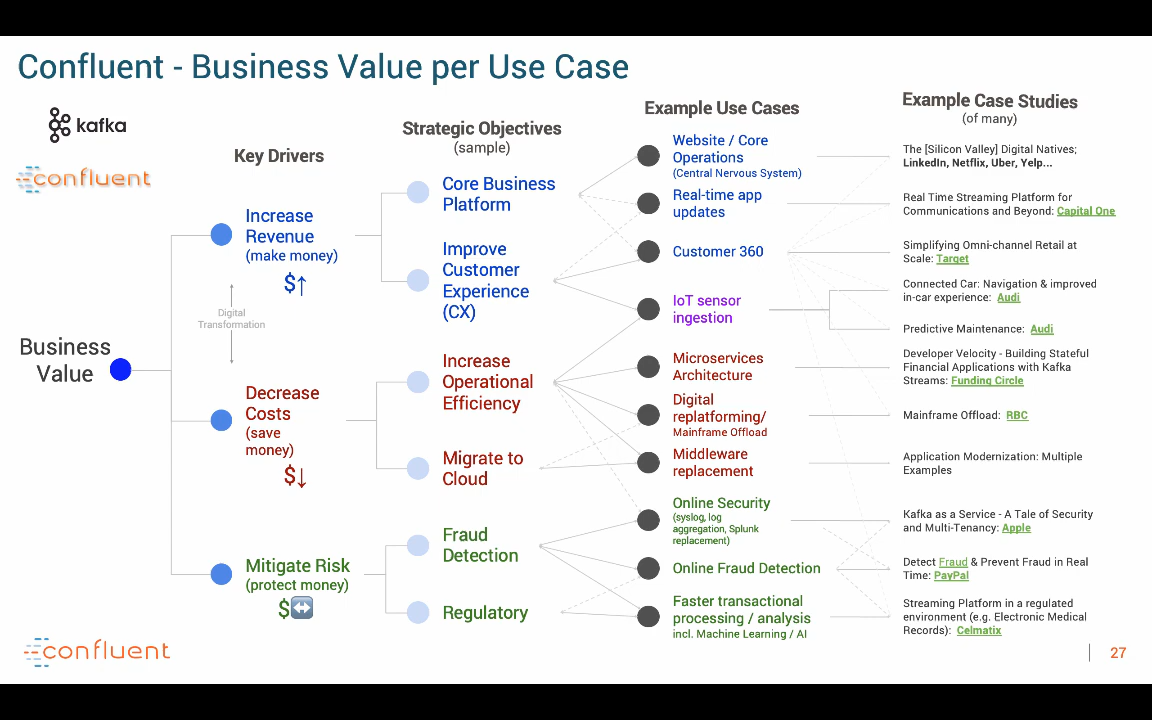 Confluent - Business Value per Use Case
kafka
confluent
Key Drivers
Strategic Objectives
(sample)
Example Use Cases
Example Case Studies
(of many)
Business
Value
Increase
Revenue
(make money)
$↑
Digital
Transformation
Decrease
Costs
(save
money)
$↓
Mitigate Risk
(protect money)
$↔
Core Business
Platform
Improve
Customer
Experience
(CX)
Increase
Operational
Efficiency
Migrate to
Cloud
Fraud
Detection
Regulatory
Website / Core
Operations
(Central Nervous System)
Real-time app
updates
Customer 360
IoT sensor
ingestion
Microservices
Architecture
Digital
replatforming/
Mainframe Offload
Middleware
replacement
Online Security
(syslog, log
aggregation, Splunk
replacement)
Online Fraud Detection
Faster transactional
processing / analysis
incl. Machine Learning / AI
The [Silicon Valley] Digital Natives;
LinkedIn, Netflix, Uber, Yelp...
Real Time Streaming Platform for
Communications and Beyond: Capital One
Simplifying Omni-channel Retail at
Scale: Target
Connected Car: Navigation & improved
in-car experience: Audi
Predictive Maintenance: Audi
Developer Velocity - Building Stateful
Financial Applications with Kafka
Streams: Funding Circle
Mainframe Offload: RBC
Application Modernization: Multiple
Examples
Kafka as a Service - A Tale of Security
and Multi-Tenancy: Apple
Detect Fraud & Prevent Fraud in Real
Time: PayPal
Streaming Platform in a regulated
environment (e.g. Electronic Medical
Records): Celmatix
confluent
27